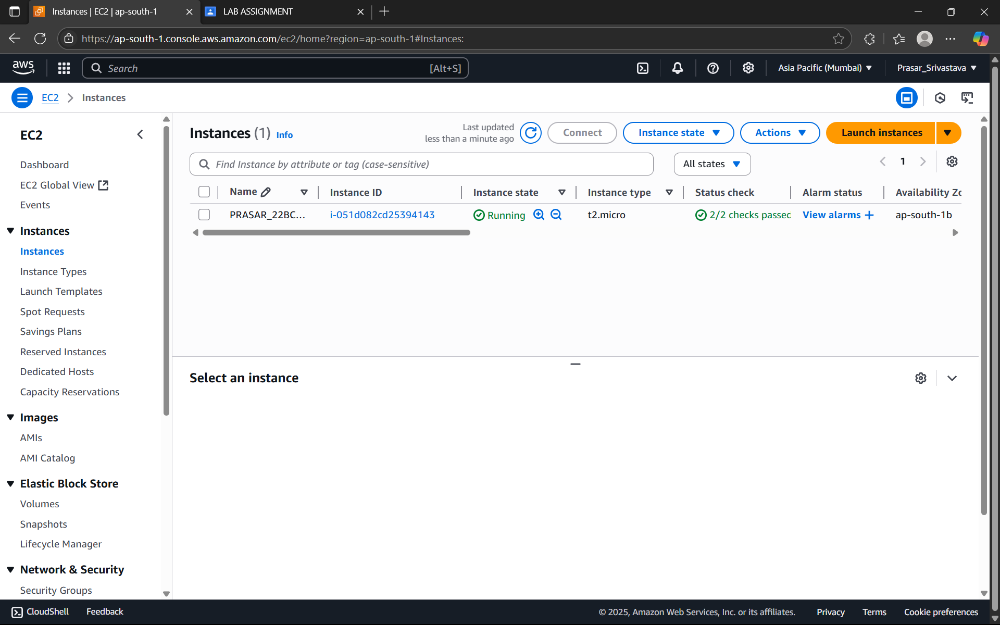 Instances | EC2 | ap-south-1
LAB ASSIGNMENT
https://ap-south-1.console.aws.amazon.com/ec2/home?region=ap-south-1#Instances:
aws
Search
[Alt+S]
Asia Pacific (Mumbai)
Prasar_Srivastava
EC2
Instances
EC2
Dashboard
EC2 Global View
Events
Instances
Instances
Instance Types
Launch Templates
Spot Requests
Savings Plans
Reserved Instances
Dedicated Hosts
Capacity Reservations
Images
AMIs
AMI Catalog
Elastic Block Store
Volumes
Snapshots
Lifecycle Manager
Network & Security
Security Groups
Instances (1) Info
Last updated
less than a minute ago
Connect
Instance state
Actions
Launch instances
Find Instance by attribute or tag (case-sensitive)
All states
1
Name
Instance ID
Instance state
Instance type
Status check
Alarm status
Availability Zo
PRASAR_22BC...
i-051d082cd25394143
Running
t2.micro
2/2 checks passec
View alarms +
ap-south-1b
Select an instance
CloudShell
Feedback
© 2025, Amazon Web Services, Inc. or its affiliates.
Privacy
Terms
Cookie preferences